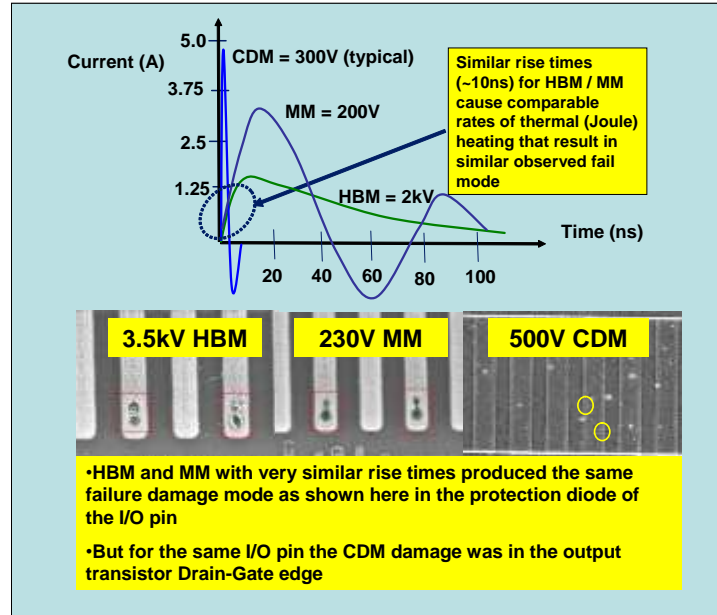 5.0
Current (A)
CDM = 300V (typical)
3.75
MM = 200V
2.5
1.25
HBM = 2kV
Time (ns)
20 40 60 80 100
Similar rise times
(~10ns) for HBM / MM
cause comparable
rates of thermal (Joule)
heating that result in
similar observed fail
mode
3.5kV HBM
230V MM
500V CDM
•HBM and MM with very similar rise times produced the same
failure damage mode as shown here in the protection diode of
the I/O pin
•But for the same I/O pin the CDM damage was in the output
transistor Drain-Gate edge